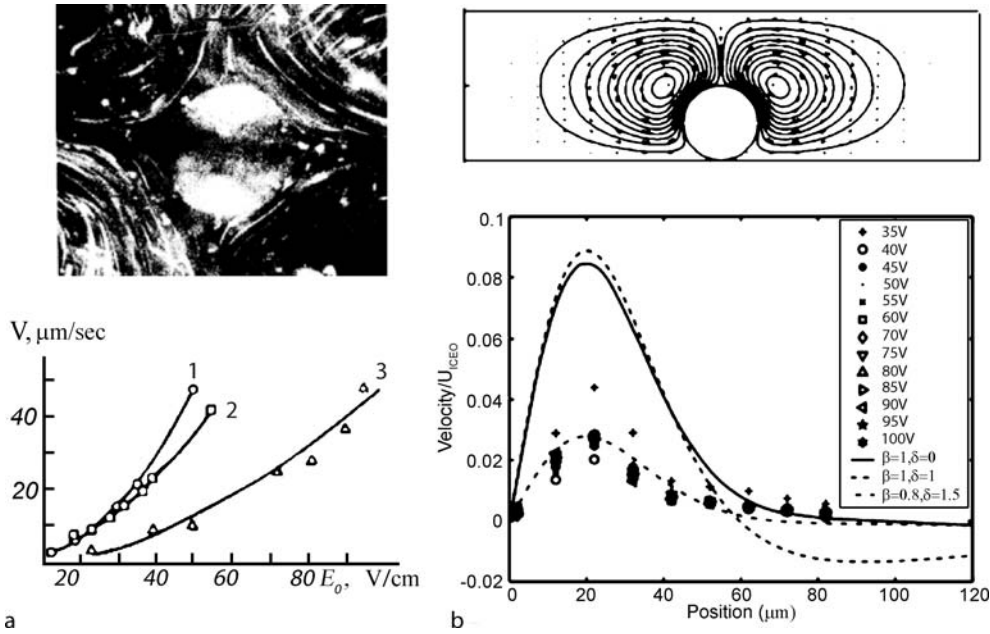 V, μm/sec
40
20
20 40 60 80 E₀, V/cm
1
2
3
a
0.1
0.08
0.06
0.04
0.02
0
-0.02
Velocity/U_ICEO
0 20 40 60 80 100 120
Position (μm)
35V
40V
45V
50V
55V
60V
70V
75V
80V
85V
90V
95V
100V
β=1,δ=0
β=1,δ=1
β=0.8,δ=1.5
b